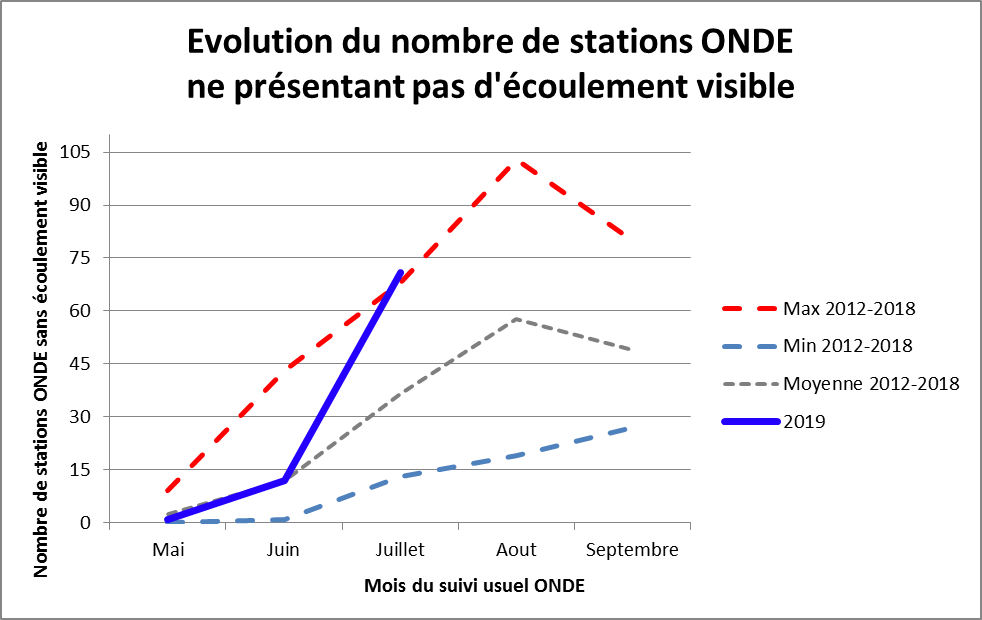 Evolution du nombre de stations ONDE
ne présentant pas d'écoulement visible
Nombre de stations ONDE sans écoulement visible
105
90
75
60
45
30
15
0
Mai
Juin
Juillet
Aout
Septembre
Mois du suivi usuel ONDE
Max 2012-2018
Min 2012-2018
Moyenne 2012-2018
2019